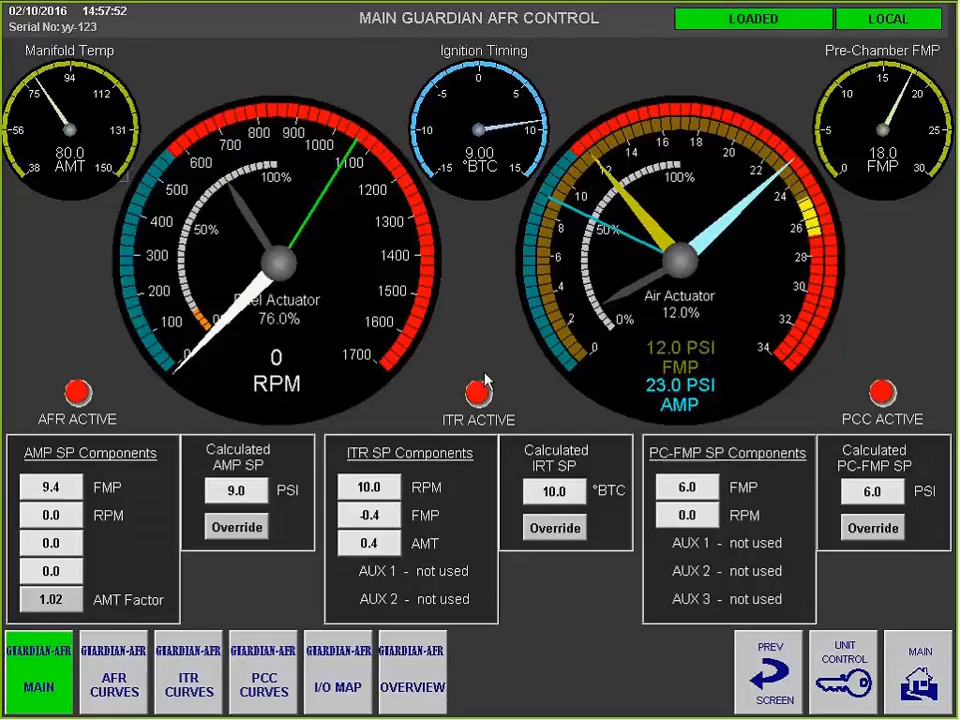 02/10/2016 14:57:52
Serial No: yy-123
MAIN GUARDIAN AFR CONTROL
LOADED
LOCAL
Manifold Temp
38
56
75
94
112
131
150
80.0
AMT
Ignition Timing
-15
-10
-5
0
5
10
15
9.00
°BTC
Pre-Chamber FMP
0
5
10
15
20
25
30
18.0
FMP
0
100
200
300
400
500
600
700
800
900
1000
1100
1200
1300
1400
1500
1600
1700
50%
100%
Fuel Actuator
76.0%
0
RPM
0
2
4
6
8
10
12
14
16
18
20
22
24
26
28
30
32
34
0%
50%
100%
Air Actuator
12.0%
12.0 PSI
FMP
23.0 PSI
AMP
AFR ACTIVE
ITR ACTIVE
PCC ACTIVE
AMP SP Components
9.4 FMP
0.0 RPM
0.0
0.0
1.02 AMT Factor
Calculated
AMP SP
9.0 PSI
Override
ITR SP Components
10.0 RPM
-0.4 FMP
0.4 AMT
AUX 1 - not used
AUX 2 - not used
Calculated
IRT SP
10.0 °BTC
Override
PC-FMP SP Components
6.0 FMP
0.0 RPM
AUX 1 - not used
AUX 2 - not used
AUX 3 - not used
Calculated
PC-FMP SP
6.0 PSI
Override
GUARDIAN-AFR
MAIN
GUARDIAN-AFR
AFR
CURVES
GUARDIAN-AFR
ITR
CURVES
GUARDIAN-AFR
PCC
CURVES
GUARDIAN-AFR
I/O MAP
GUARDIAN-AFR
OVERVIEW
PREV
SCREEN
UNIT
CONTROL
MAIN